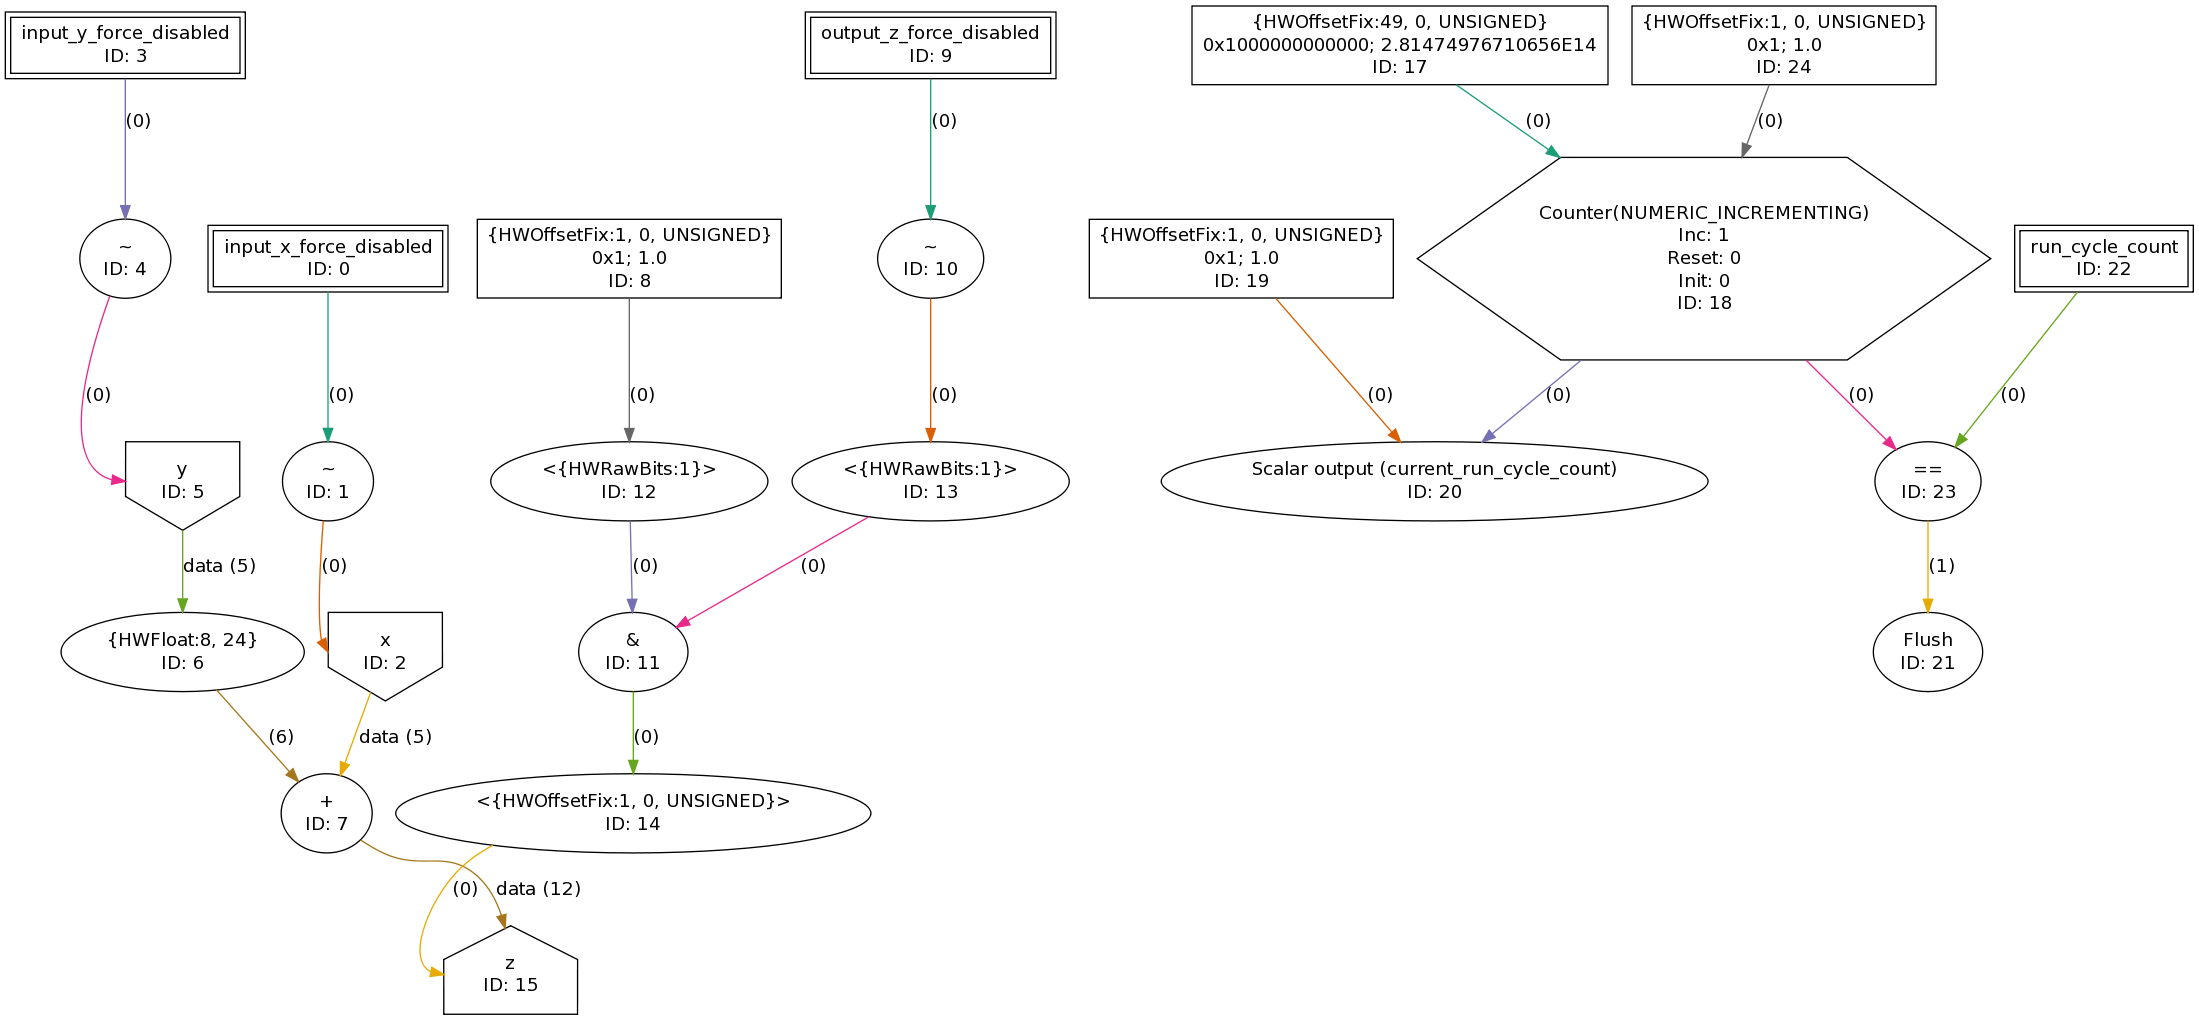 input_y_force_disabled
ID: 3
output_z_force_disabled
ID: 9
{HWOffsetFix:49, 0, UNSIGNED}
0x1000000000000; 2.81474976710656E14
ID: 17
{HWOffsetFix:1, 0, UNSIGNED}
0x1; 1.0
ID: 24
(0)
(0)
(0)
(0)
~
ID: 4
input_x_force_disabled
ID: 0
{HWOffsetFix:1, 0, UNSIGNED}
0x1; 1.0
ID: 8
~
ID: 10
{HWOffsetFix:1, 0, UNSIGNED}
0x1; 1.0
ID: 19
Counter(NUMERIC_INCREMENTING)
Inc: 1
Reset: 0
Init: 0
ID: 18
run_cycle_count
ID: 22
(0)
(0)
(0)
(0)
(0)
(0)
(0)
(0)
y
ID: 5
~
ID: 1
<{HWRawBits:1}>
ID: 12
<{HWRawBits:1}>
ID: 13
Scalar output (current_run_cycle_count)
ID: 20
==
ID: 23
data (5)
(0)
(0)
(0)
(1)
{HWFloat:8, 24}
ID: 6
x
ID: 2
&
ID: 11
Flush
ID: 21
(6)
data (5)
(0)
+
ID: 7
<{HWOffsetFix:1, 0, UNSIGNED}>
ID: 14
(0)
data (12)
z
ID: 15